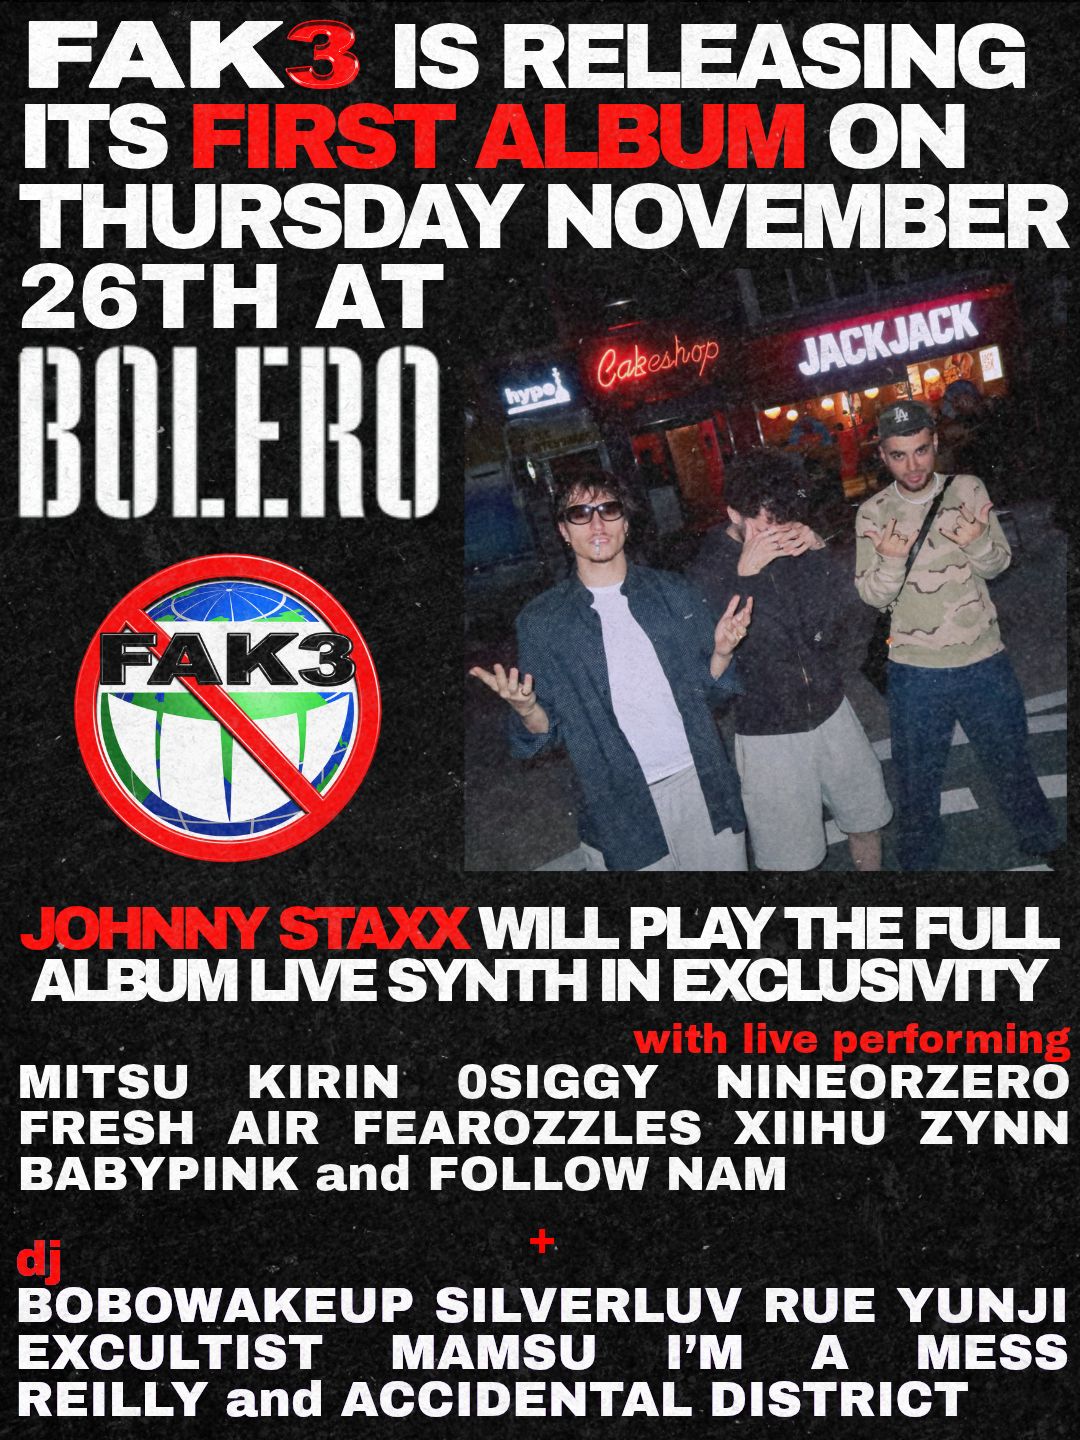 FAK3 IS RELEASING
ITS FIRST ALBUM ON
THURSDAY NOVEMBER
26TH AT
BOLERO
hype
Cakeshop
JACKJACK
LA
FAK3
JOHNNY STAXX WILL PLAY THE FULL
ALBUM LIVE SYNTH IN EXCLUSIVITY
with live performing
MITSU KIRIN 0SIGGY NINEORZERO
FRESH AIR FEAROZZLES XIIHU ZYNN
BABYPINK and FOLLOW NAM
+
dj
BOBOWAKEUP SILVERLUV RUE YUNJI
EXCULTIST MAMSU I'M A MESS
REILLY and ACCIDENTAL DISTRICT